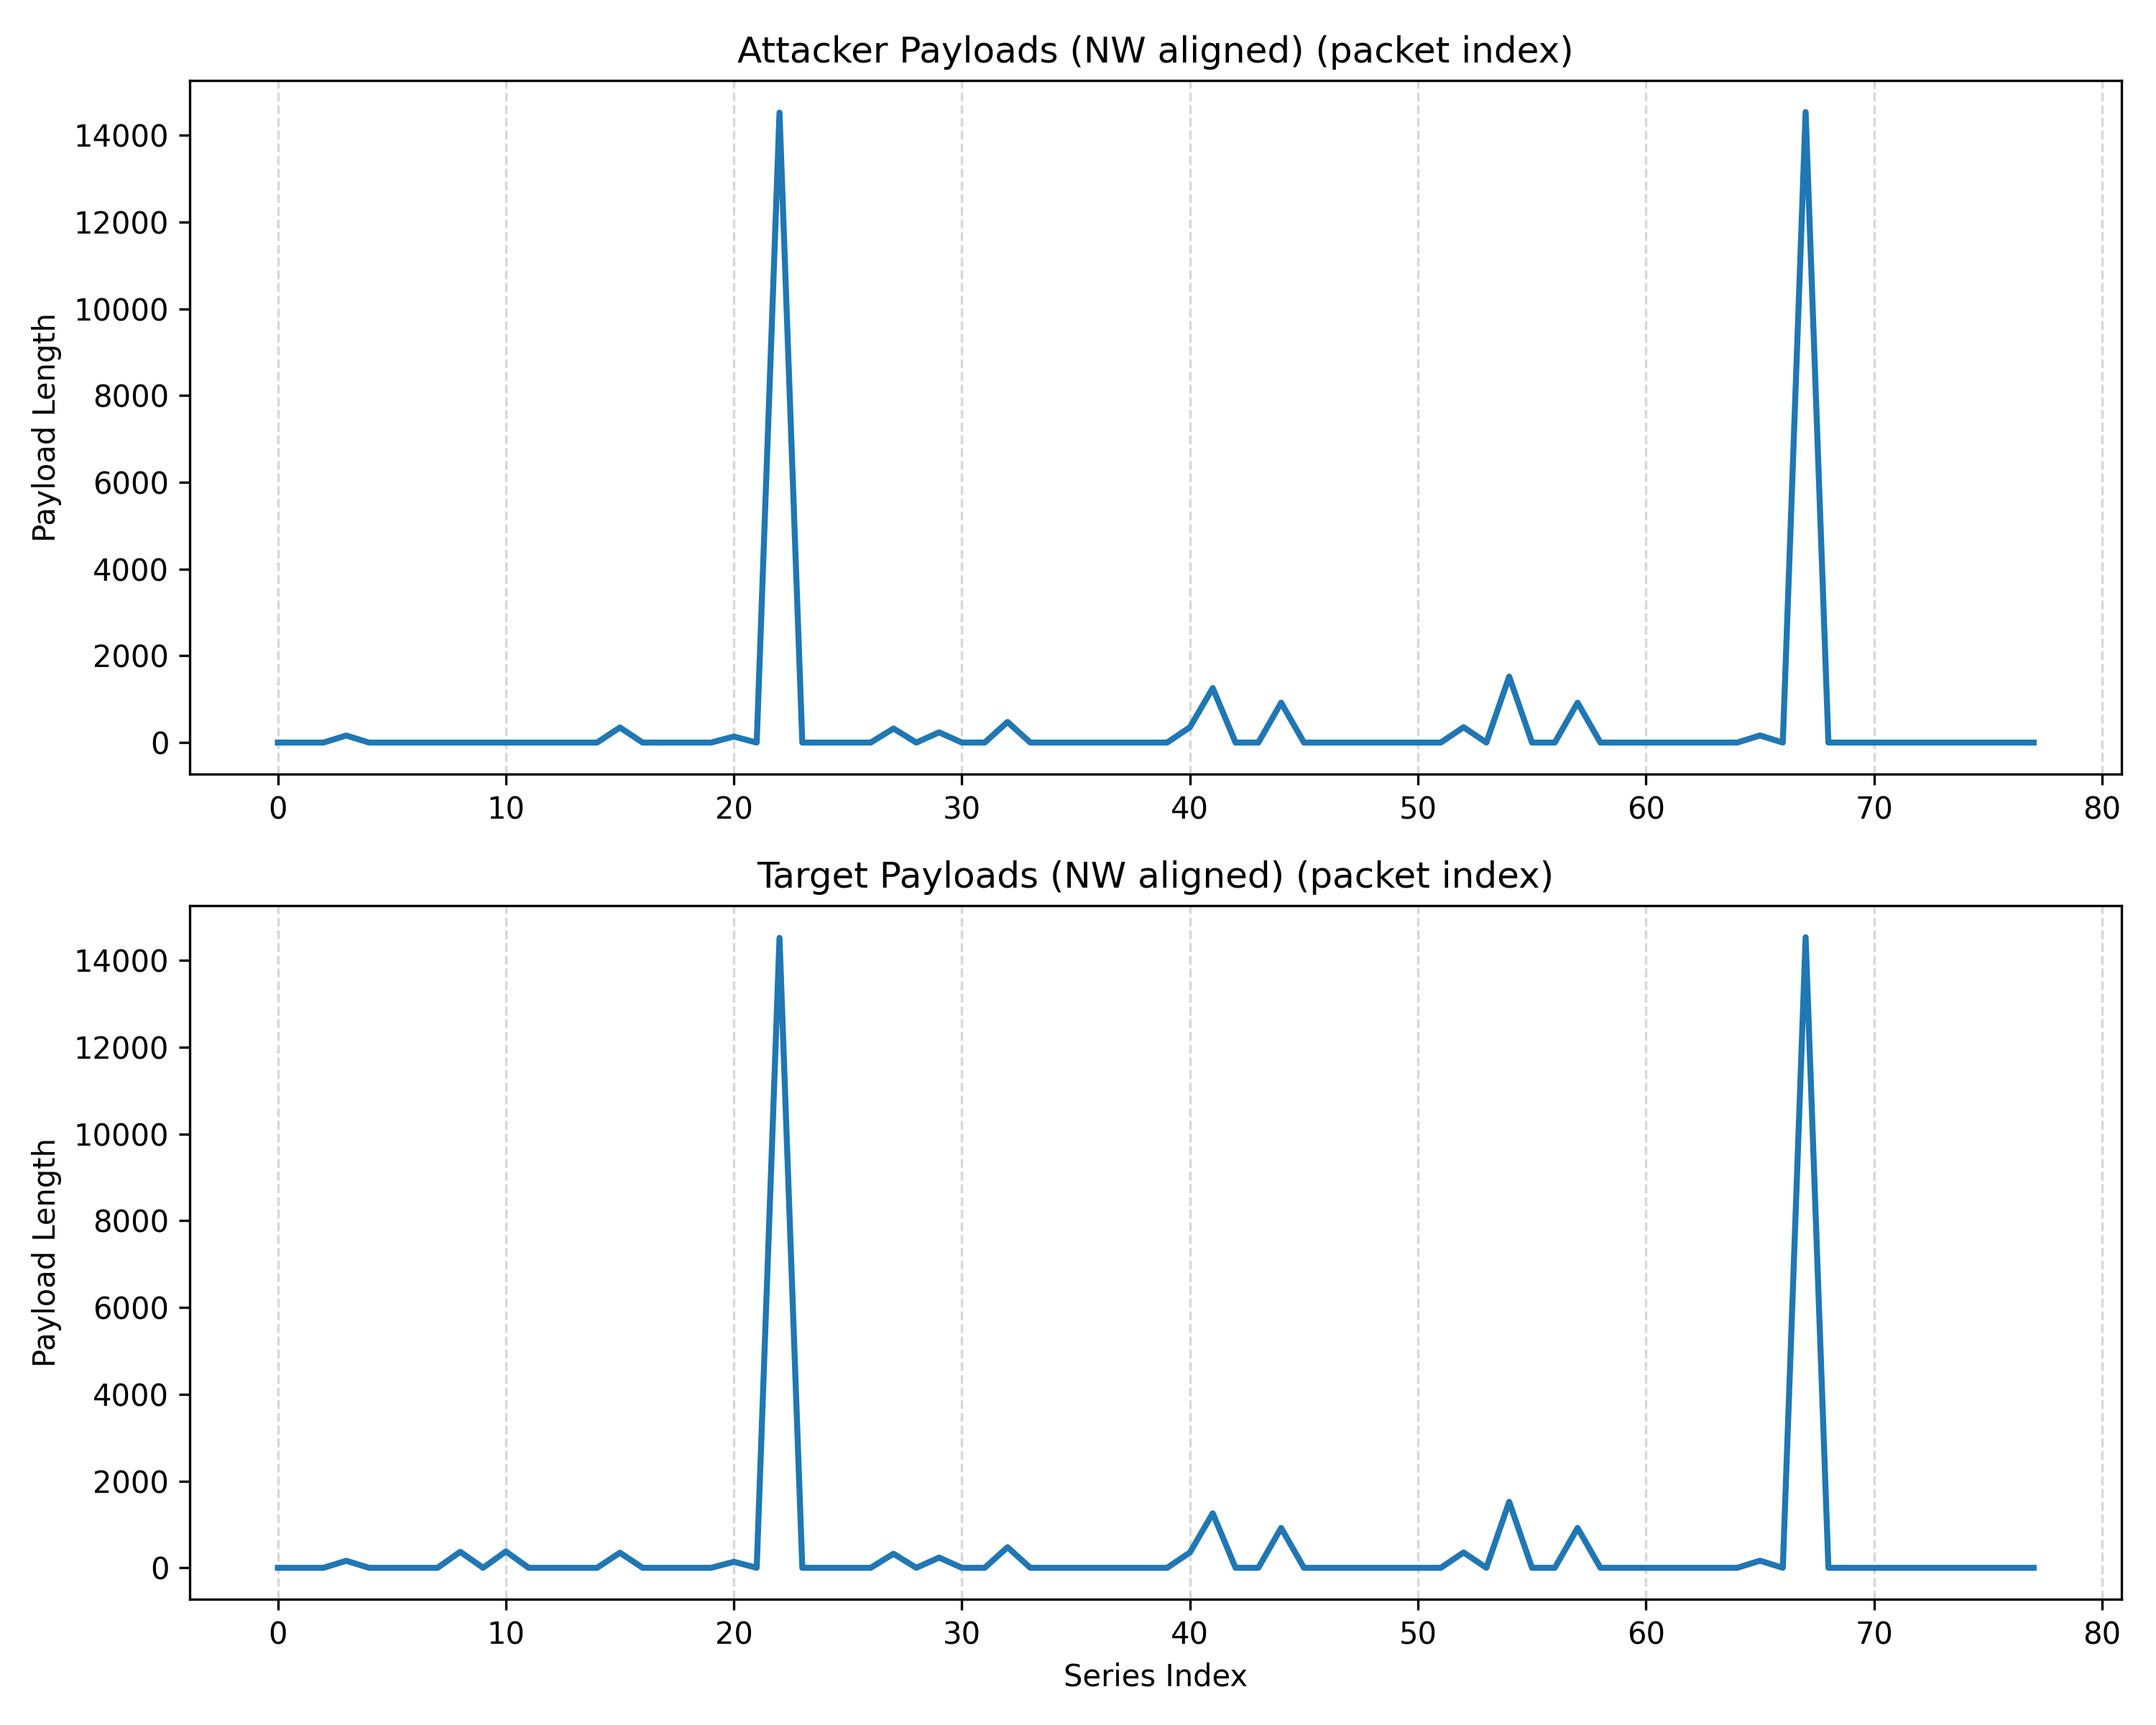 Attacker Payloads (NW aligned) (packet index)
Payload Length
14000
12000
10000
8000
6000
4000
2000
0
0 10 20 30 40 50 60 70 80
Target Payloads (NW aligned) (packet index)
Payload Length
14000
12000
10000
8000
6000
4000
2000
0
0 10 20 30 40 50 60 70 80
Series Index